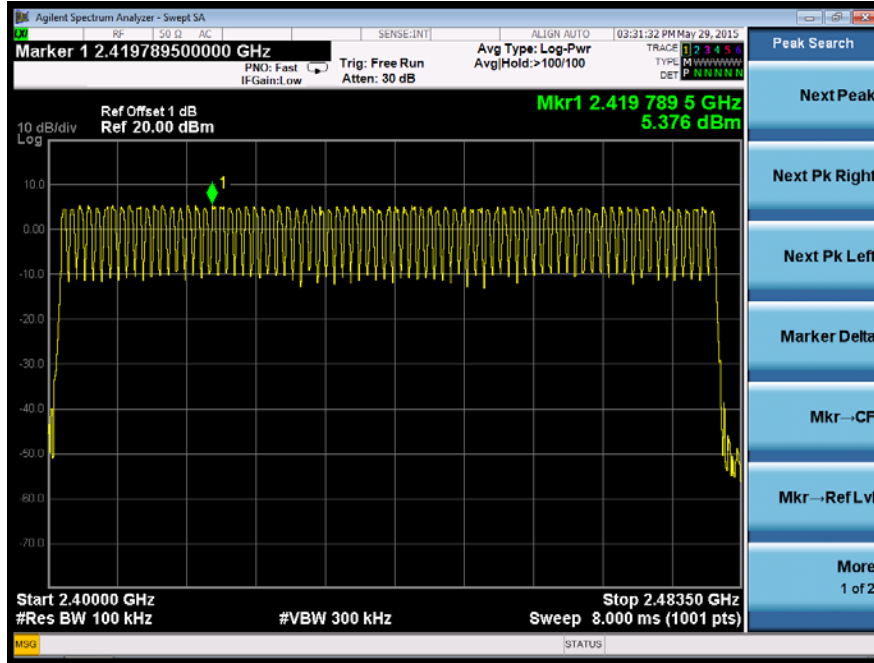 Agilent Spectrum Analyzer - Swept SA
RF 50 Ω AC SENSE:INT ALIGN AUTO 03:31:32 PM May 29, 2015
Marker 1 2.419789500000 GHz
PNO: Fast
IFGain:Low
Trig: Free Run
Atten: 30 dB
Avg Type: Log-Pwr
Avg|Hold:>100/100
TRACE 1 2 3 4 5 6
TYPE M W W W W W
DET P N N N N N
Peak Search
Next Peak
Next Pk Right
Next Pk Left
Marker Delta
Mkr→CF
Mkr→Ref Lvl
More
1 of 2
Mkr1 2.419 789 5 GHz
5.376 dBm
Ref Offset 1 dB
10 dB/div Ref 20.00 dBm
Log
1
10.0
0.00
-10.0
-20.0
-30.0
-40.0
-50.0
-60.0
-70.0
Start 2.40000 GHz Stop 2.48350 GHz
#Res BW 100 kHz #VBW 300 kHz Sweep 8.000 ms (1001 pts)
MSG STATUS